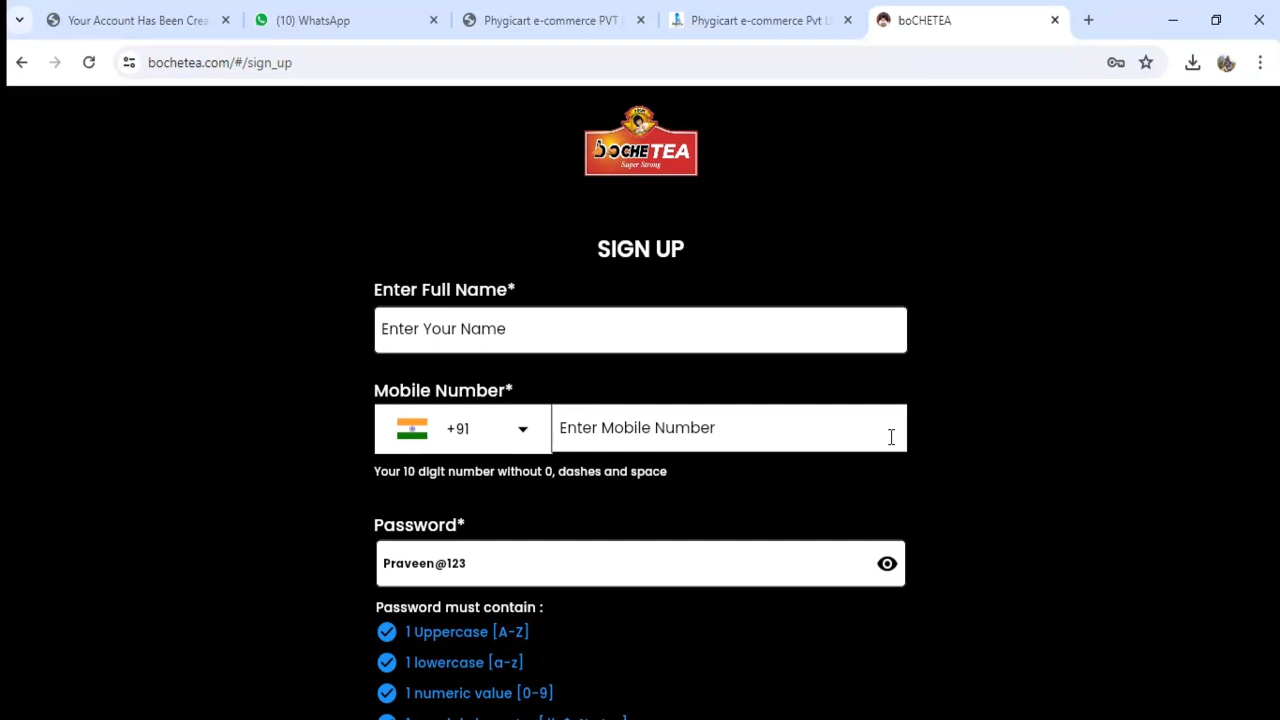 Your Account Has Been Crea
(10) WhatsApp
Phygicart e-commerce PVT
Phygicart e-commerce Pvt
boCHETEA
bochetea.com/#/sign_up
bOCHE TEA
Super Strong
SIGN UP
Enter Full Name*
Enter Your Name
Mobile Number*
+91
Enter Mobile Number
Your 10 digit number without 0, dashes and space
Password*
Praveen@123
Password must contain :
1 Uppercase [A-Z]
1 lowercase [a-z]
1 numeric value [0-9]